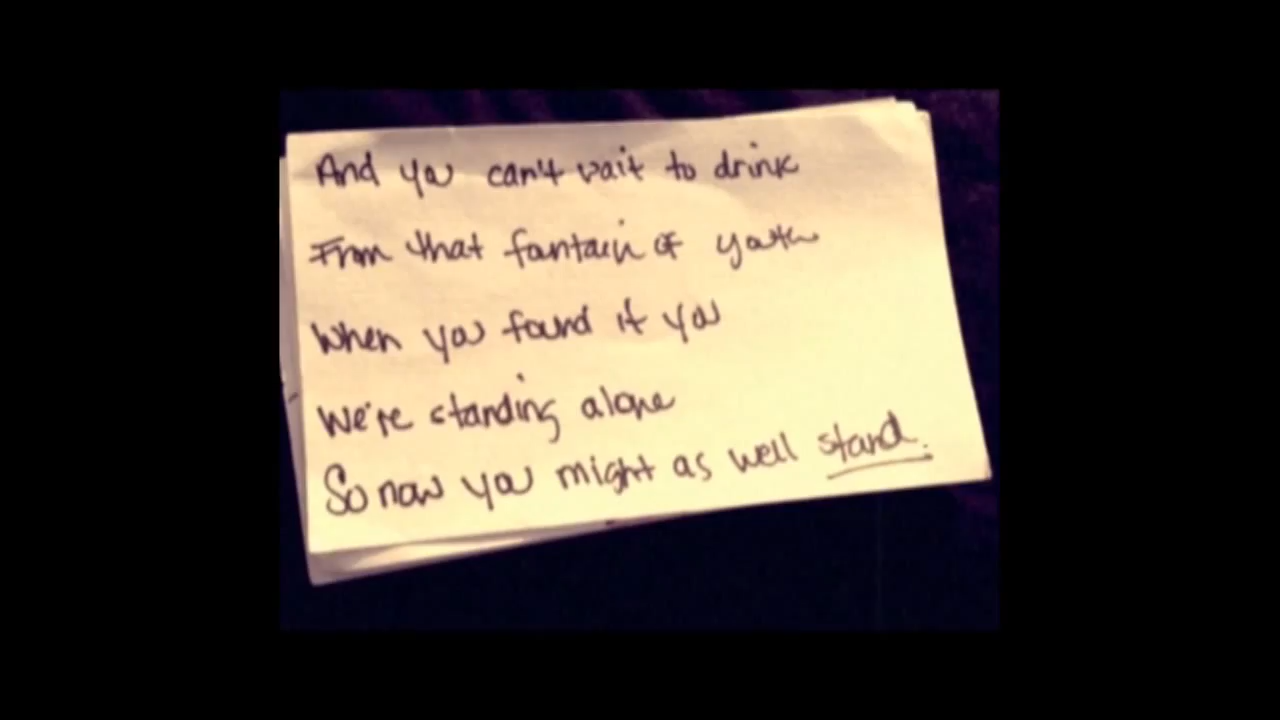 And you can't wait to drink
From that fountain of youth
When you found it you
We're standing alone
So now you might as well stand.